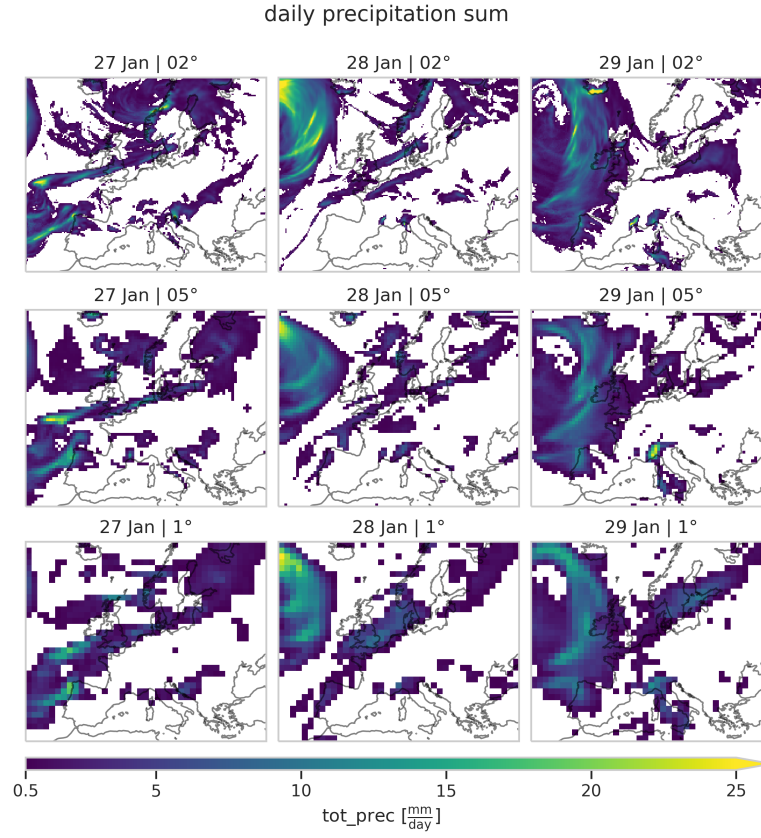 daily precipitation sum
27 Jan | 02°
28 Jan | 02°
29 Jan | 02°
27 Jan | 05°
28 Jan | 05°
29 Jan | 05°
27 Jan | 1°
28 Jan | 1°
29 Jan | 1°
0.5 5 10 15 20 25
tot_prec [mm/day]